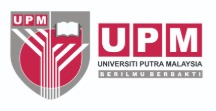 UPM
UPM
UNIVERSITI PUTRA MALAYSIA
BERILMU BERBAKTI